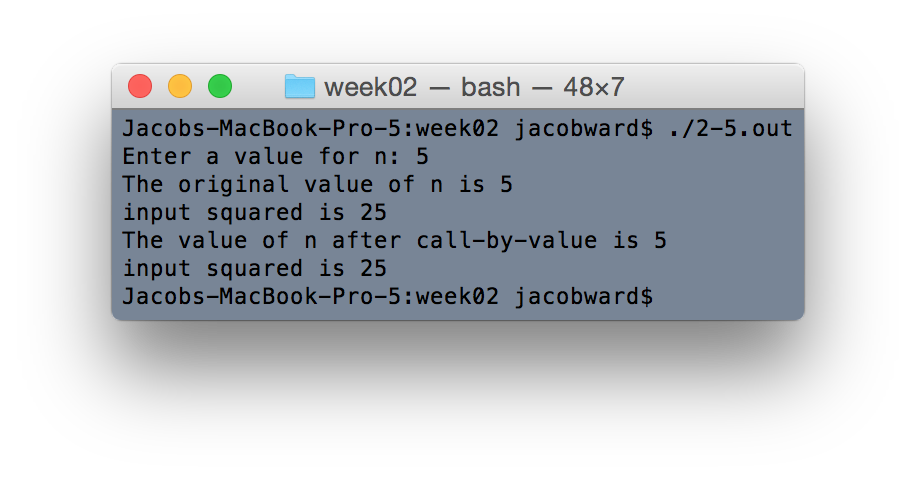 week02 — bash — 48×7
Jacobs-MacBook-Pro-5:week02 jacobward$ ./2-5.out
Enter a value for n: 5
The original value of n is 5
input squared is 25
The value of n after call-by-value is 5
input squared is 25
Jacobs-MacBook-Pro-5:week02 jacobward$